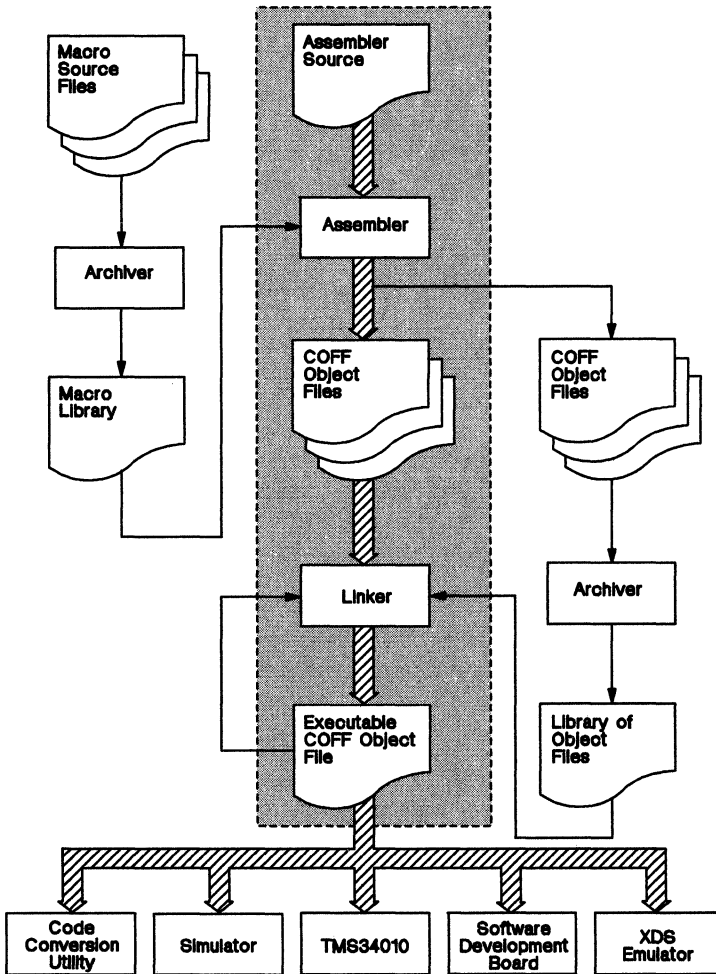 Macro
Source
Files
Assembler
Source
Archiver
Assembler
Macro
Library
COFF
Object
Files
COFF
Object
Files
Linker
Archiver
Executable
COFF Object
File
Library of
Object
Files
Code
Conversion
Utility
Simulator
TMS34010
Software
Development
Board
XDS
Emulator